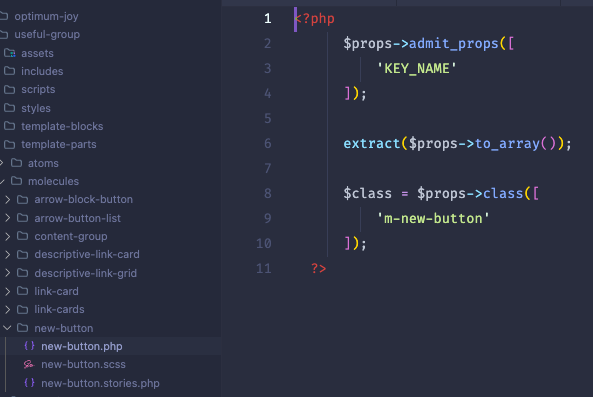 optimum-joy
useful-group
assets
includes
scripts
styles
template-blocks
template-parts
atoms
molecules
arrow-block-button
arrow-button-list
content-group
descriptive-link-card
descriptive-link-grid
link-card
link-cards
new-button
{} new-button.php
new-button.scss
{} new-button.stories.php
1 <?php
2 $props->admit_props([
3 'KEY_NAME'
4 ]);
5
6 extract($props->to_array());
7
8 $class = $props->class([
9 'm-new-button'
10 ]);
11 ?>